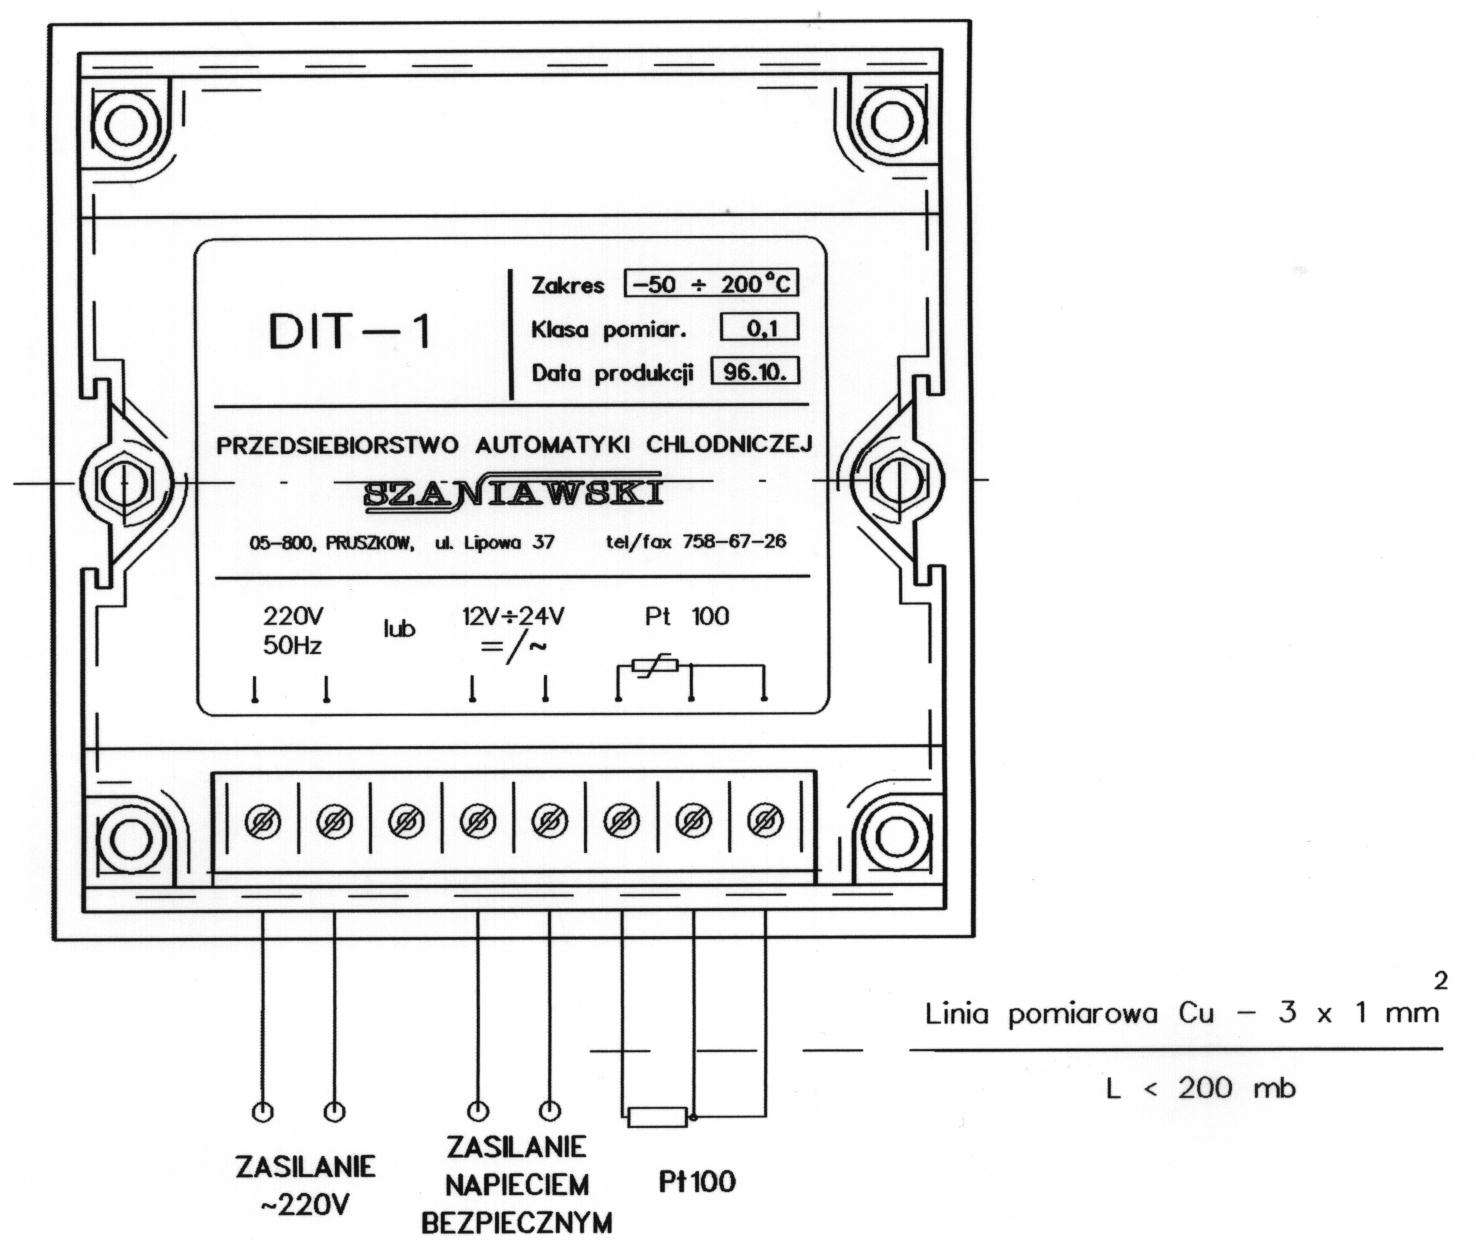 DIT-1
Zakres -50 ÷ 200°C
Klasa pomiar. 0,1
Data produkcji 96.10.
PRZEDSIEBIORSTWO AUTOMATYKI CHLODNICZEJ
SZANIAWSKI
05-800, PRUSZKOW, ul. Lipowa 37 tel/fax 758-67-26
220V lub 12V÷24V Pt 100
50Hz =/~
Linia pomiarowa Cu - 3 x 1 mm²
L < 200 mb
ZASILANIE
~220V
ZASILANIE
NAPIECIEM
BEZPIECZNYM
Pt100